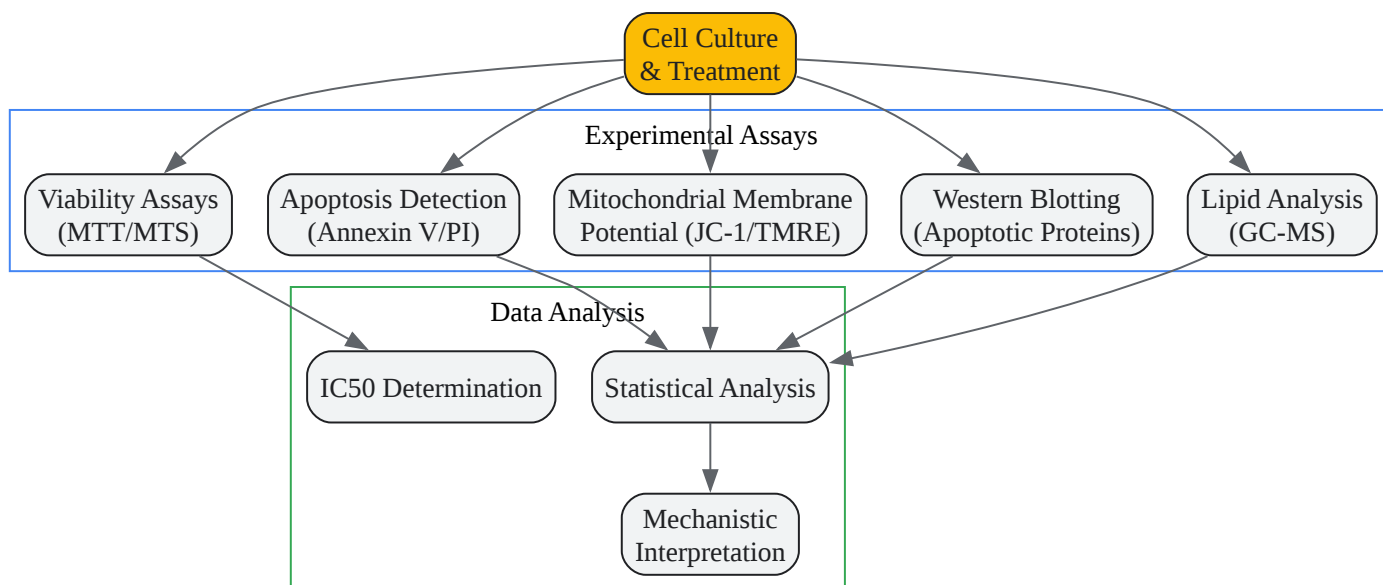 Cell Culture
& Treatment
Experimental Assays
Viability Assays
(MTT/MTS)
Apoptosis Detection
(Annexin V/PI)
Mitochondrial Membrane
Potential (JC-1/TMRE)
Western Blotting
(Apoptotic Proteins)
Lipid Analysis
(GC-MS)
Data Analysis
IC50 Determination
Statistical Analysis
Mechanistic
Interpretation